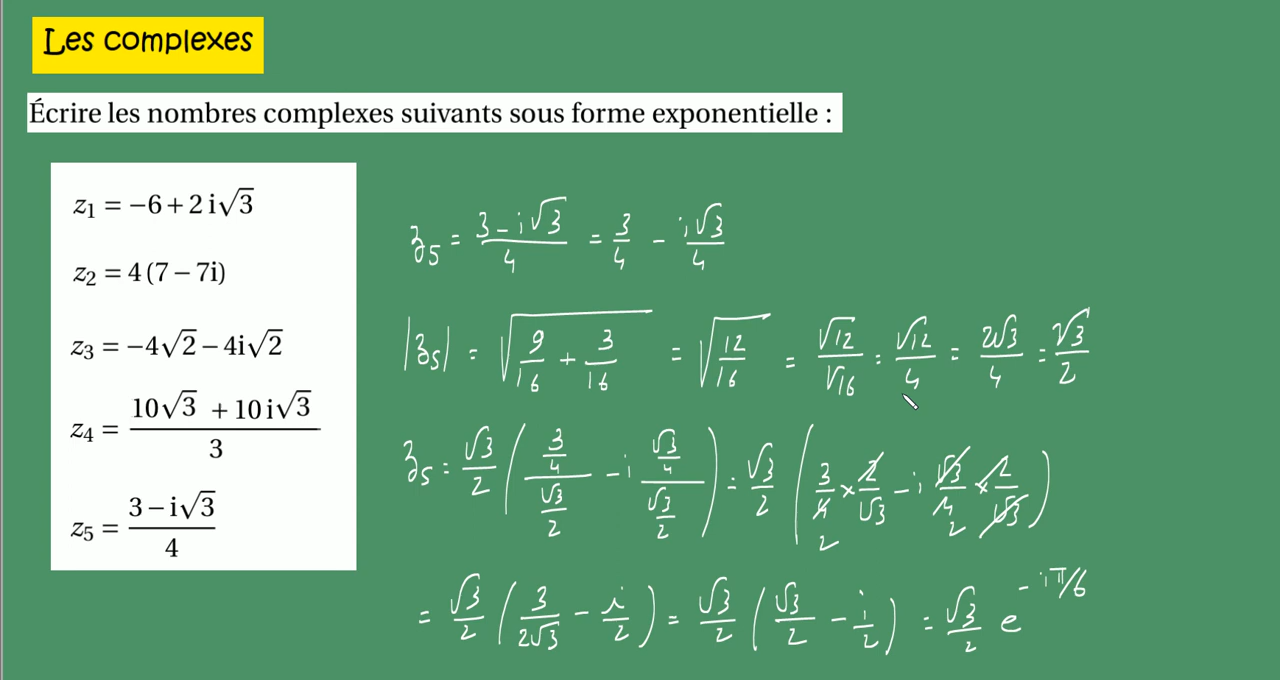 Les complexes
Écrire les nombres complexes suivants sous forme exponentielle :
z₁ = −6 + 2 i√3
z₂ = 4 (7 − 7i)
z₃ = −4√2 − 4i√2
z₄ = (10√3 + 10 i√3)/3
z₅ = (3 − i√3)/4
z₅ = (3 − i√3)/4 = 3/4 − i√3/4
|z₅| = √(9/16 + 3/16) = √(12/16) = √12/√16 = √12/4 = 2√3/4 = √3/2
z₅ = √3/2 ((3/4)/(√3/2) − i (√3/4)/(√3/2)) = √3/2 (3/4 × 2/√3 − i √3/4 × 2/√3) 2 2
= √3/2 (3/(2√3) − i/2) = √3/2 (√3/2 − i/2) = √3/2 e^(−iπ/6)